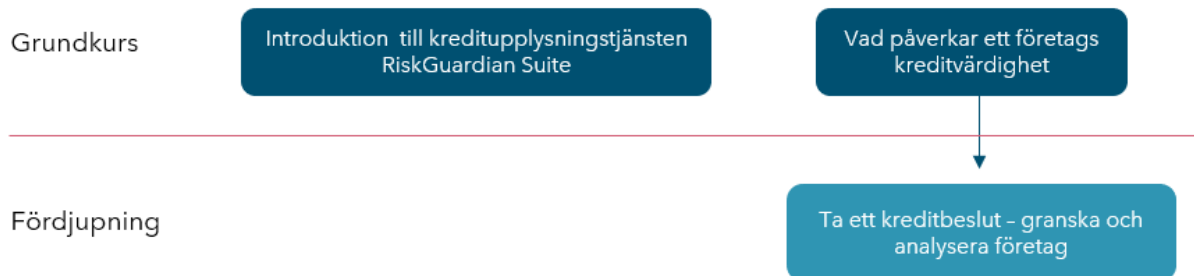 Grundkurs
Introduktion till kreditupplysningstjänsten
RiskGuardian Suite
Vad påverkar ett företags
kreditvärdighet
Fördjupning
Ta ett kreditbeslut – granska och
analysera företag